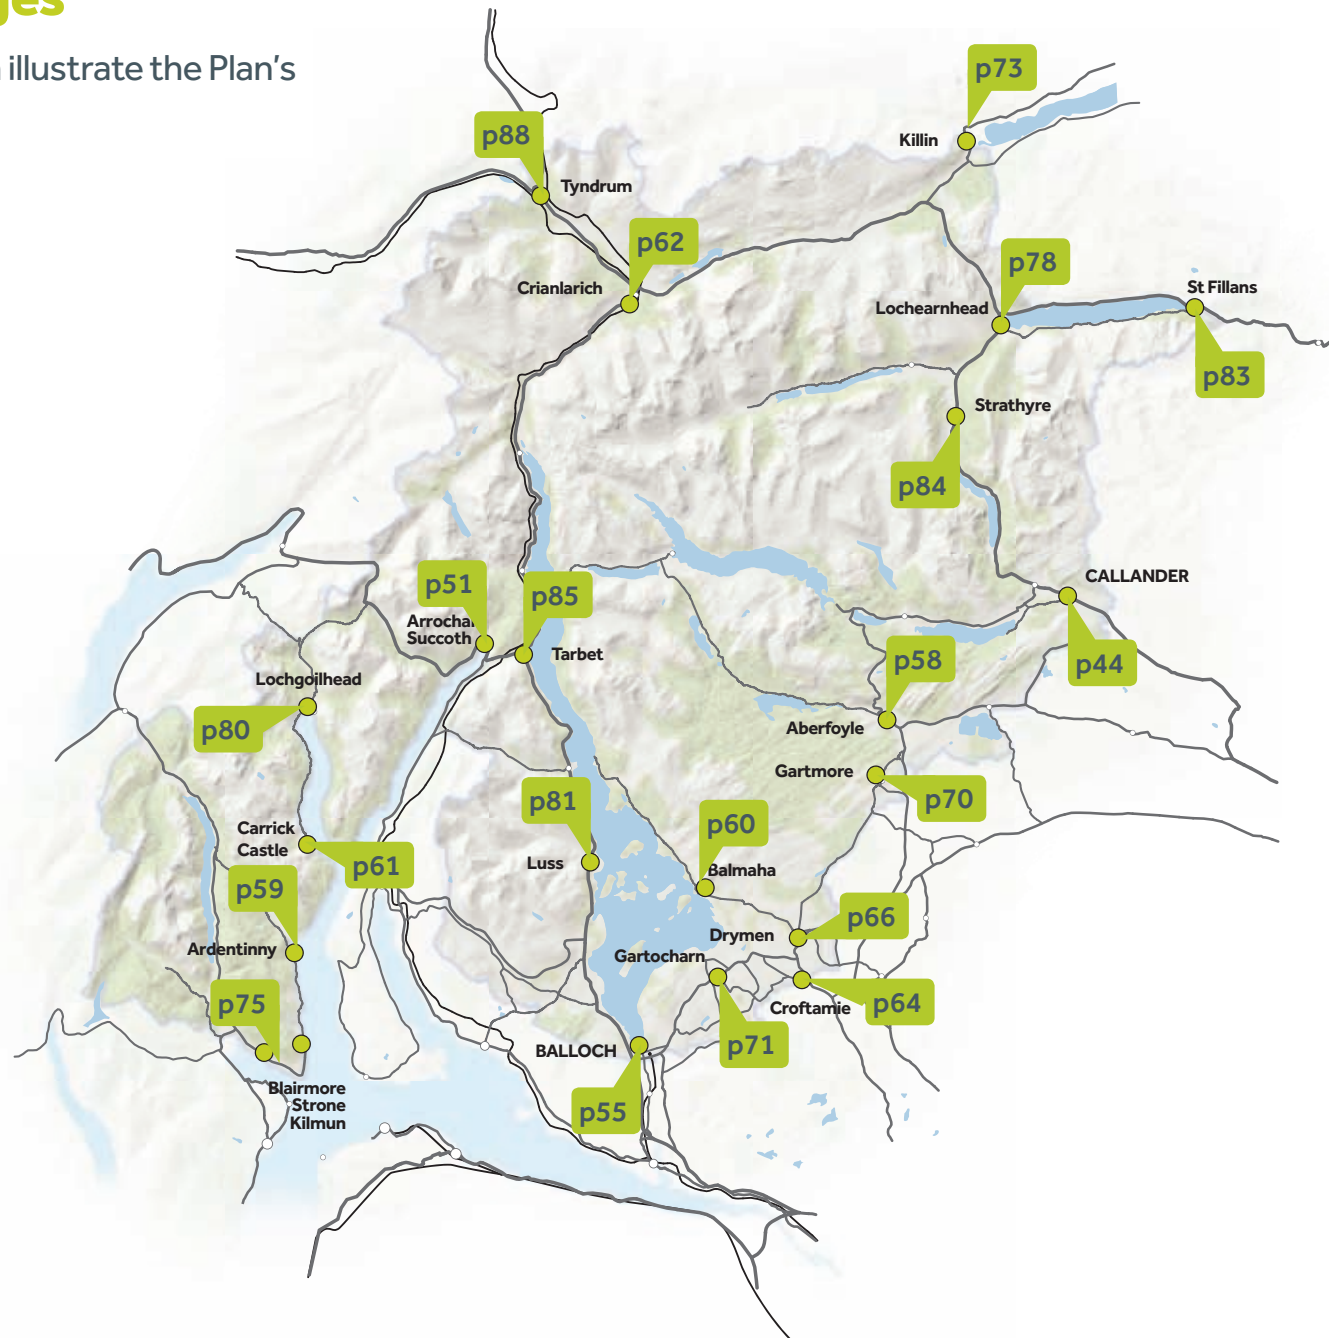 ges
illustrate the Plan's
p73
Killin
p88
Tyndrum
p62
Crianlarich
p78
Lochearnhead
St Fillans
p83
Strathyre
p84
CALLANDER
p44
p51
Arrochar
Succoth
p85
Tarbet
Lochgoilhead
p80
p58
Aberfoyle
Gartmore
p70
p81
Luss
p60
Balmaha
Carrick
Castle
p61
p59
Ardentinny
Drymen
p66
Gartocharn
p71
Croftamie
p64
p75
Blairmore
Strone
Kilmun
BALLOCH
p55